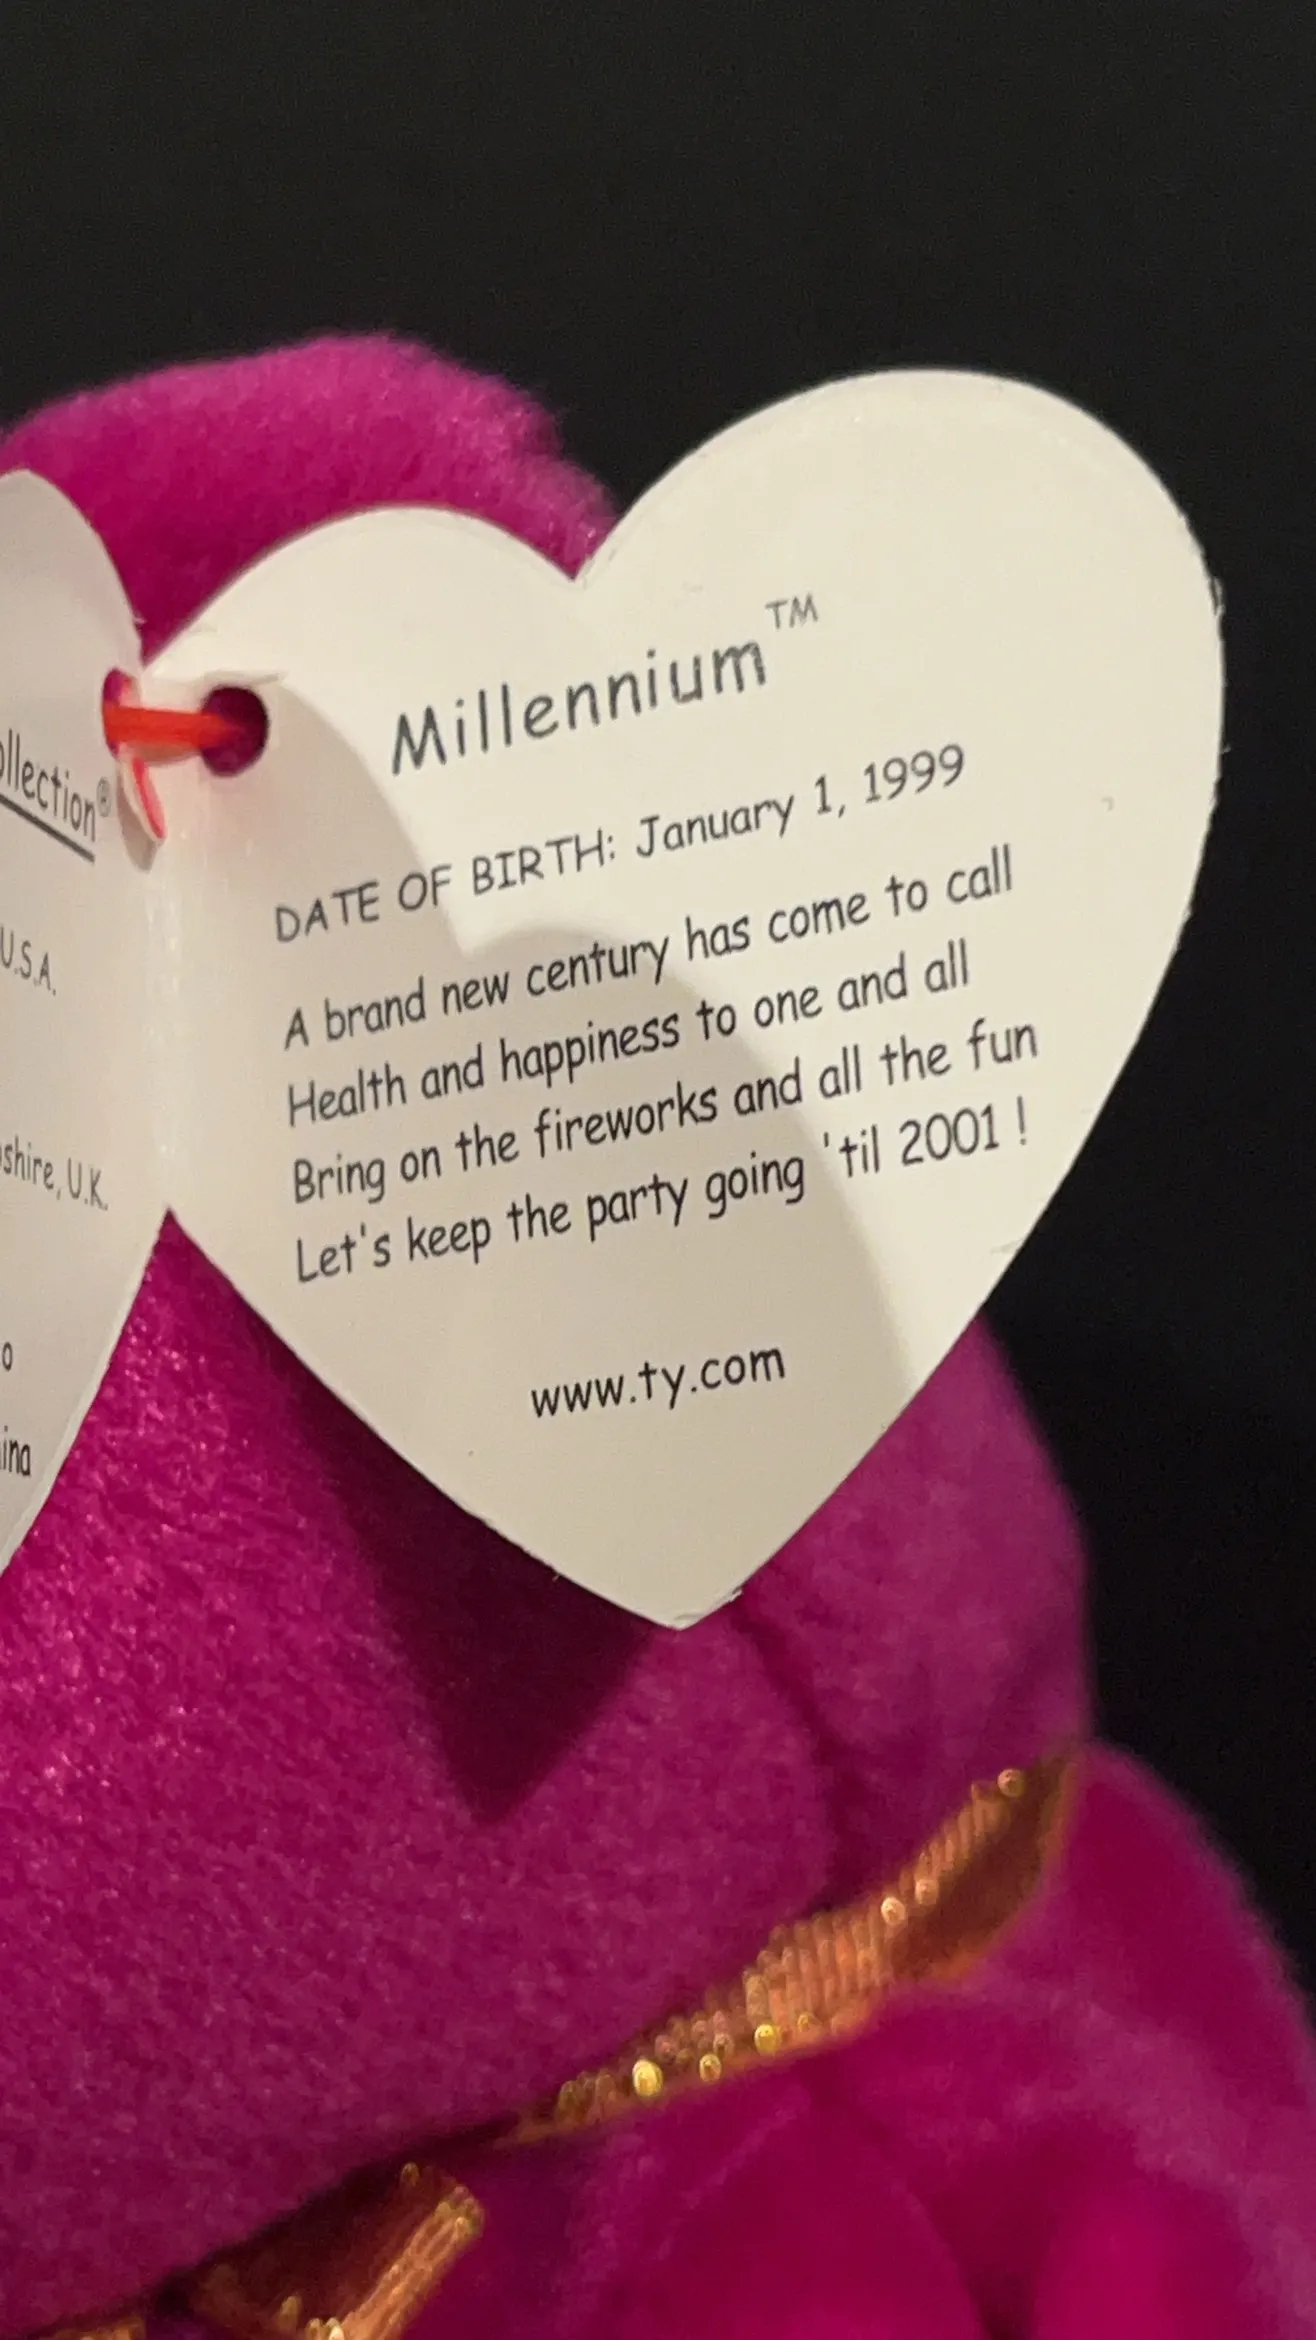 ollection®
U.S.A.
shire, U.K.
o
ina
Millennium™
DATE OF BIRTH: January 1, 1999
A brand new century has come to call
Health and happiness to one and all
Bring on the fireworks and all the fun
Let's keep the party going 'til 2001 !
www.ty.com